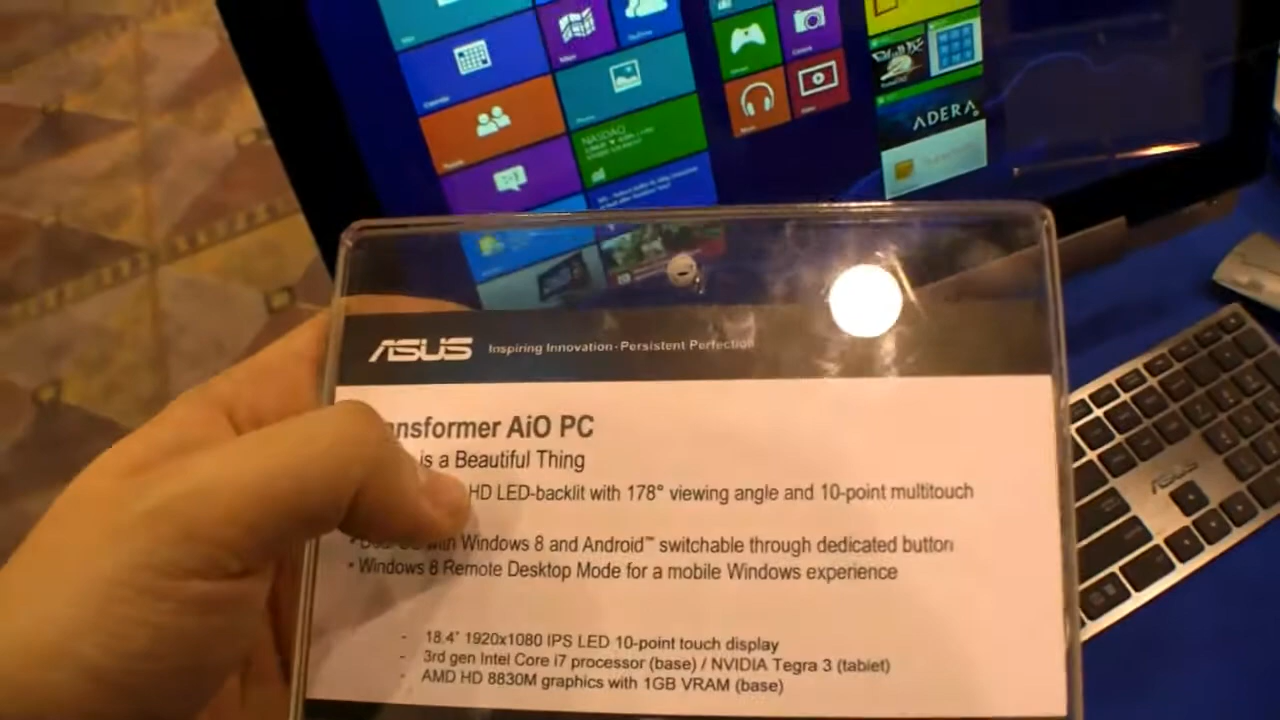 NASDAQ
ADERA
ASUS Inspiring Innovation · Persistent Perfection
ansformer AiO PC
is a Beautiful Thing
HD LED-backlit with 178° viewing angle and 10-point multitouch
with Windows 8 and Android™ switchable through dedicated button
• Windows 8 Remote Desktop Mode for a mobile Windows experience
- 18.4" 1920x1080 IPS LED 10-point touch display
- 3rd gen Intel Core i7 processor (base) / NVIDIA Tegra 3 (tablet)
- AMD HD 8830M graphics with 1GB VRAM (base)
ASUS